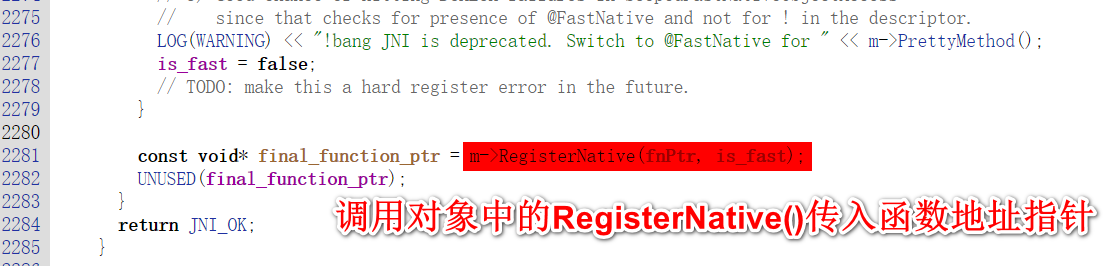 2275 //    since that checks for presence of @FastNative and not for ! in the descriptor.
2276 LOG(WARNING) << "!bang JNI is deprecated. Switch to @FastNative for " << m->PrettyMethod();
2277 is_fast = false;
2278 // TODO: make this a hard register error in the future.
2279 }
2280
2281 const void* final_function_ptr = m->RegisterNative(fnPtr, is_fast);
2282 UNUSED(final_function_ptr);
2283 }
2284 return JNI_OK;
2285 }
调用对象中的RegisterNative()传入函数地址指针